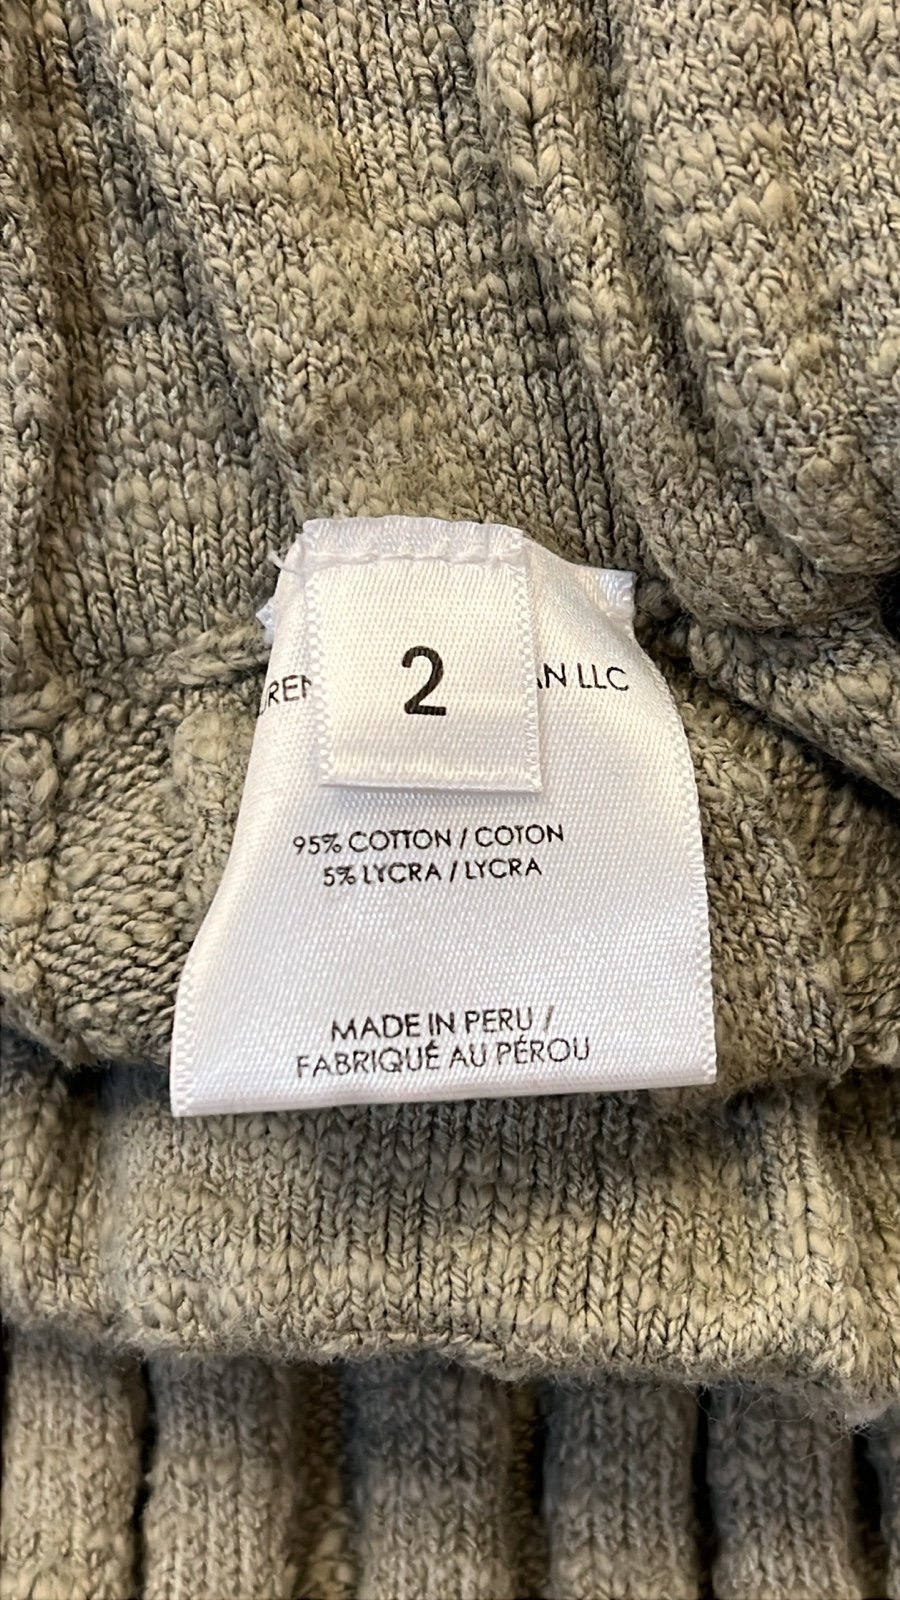 2
LLC
95% COTTON / COTON
5% LYCRA / LYCRA
MADE IN PERU /
FABRIQUÉ AU PÉROU